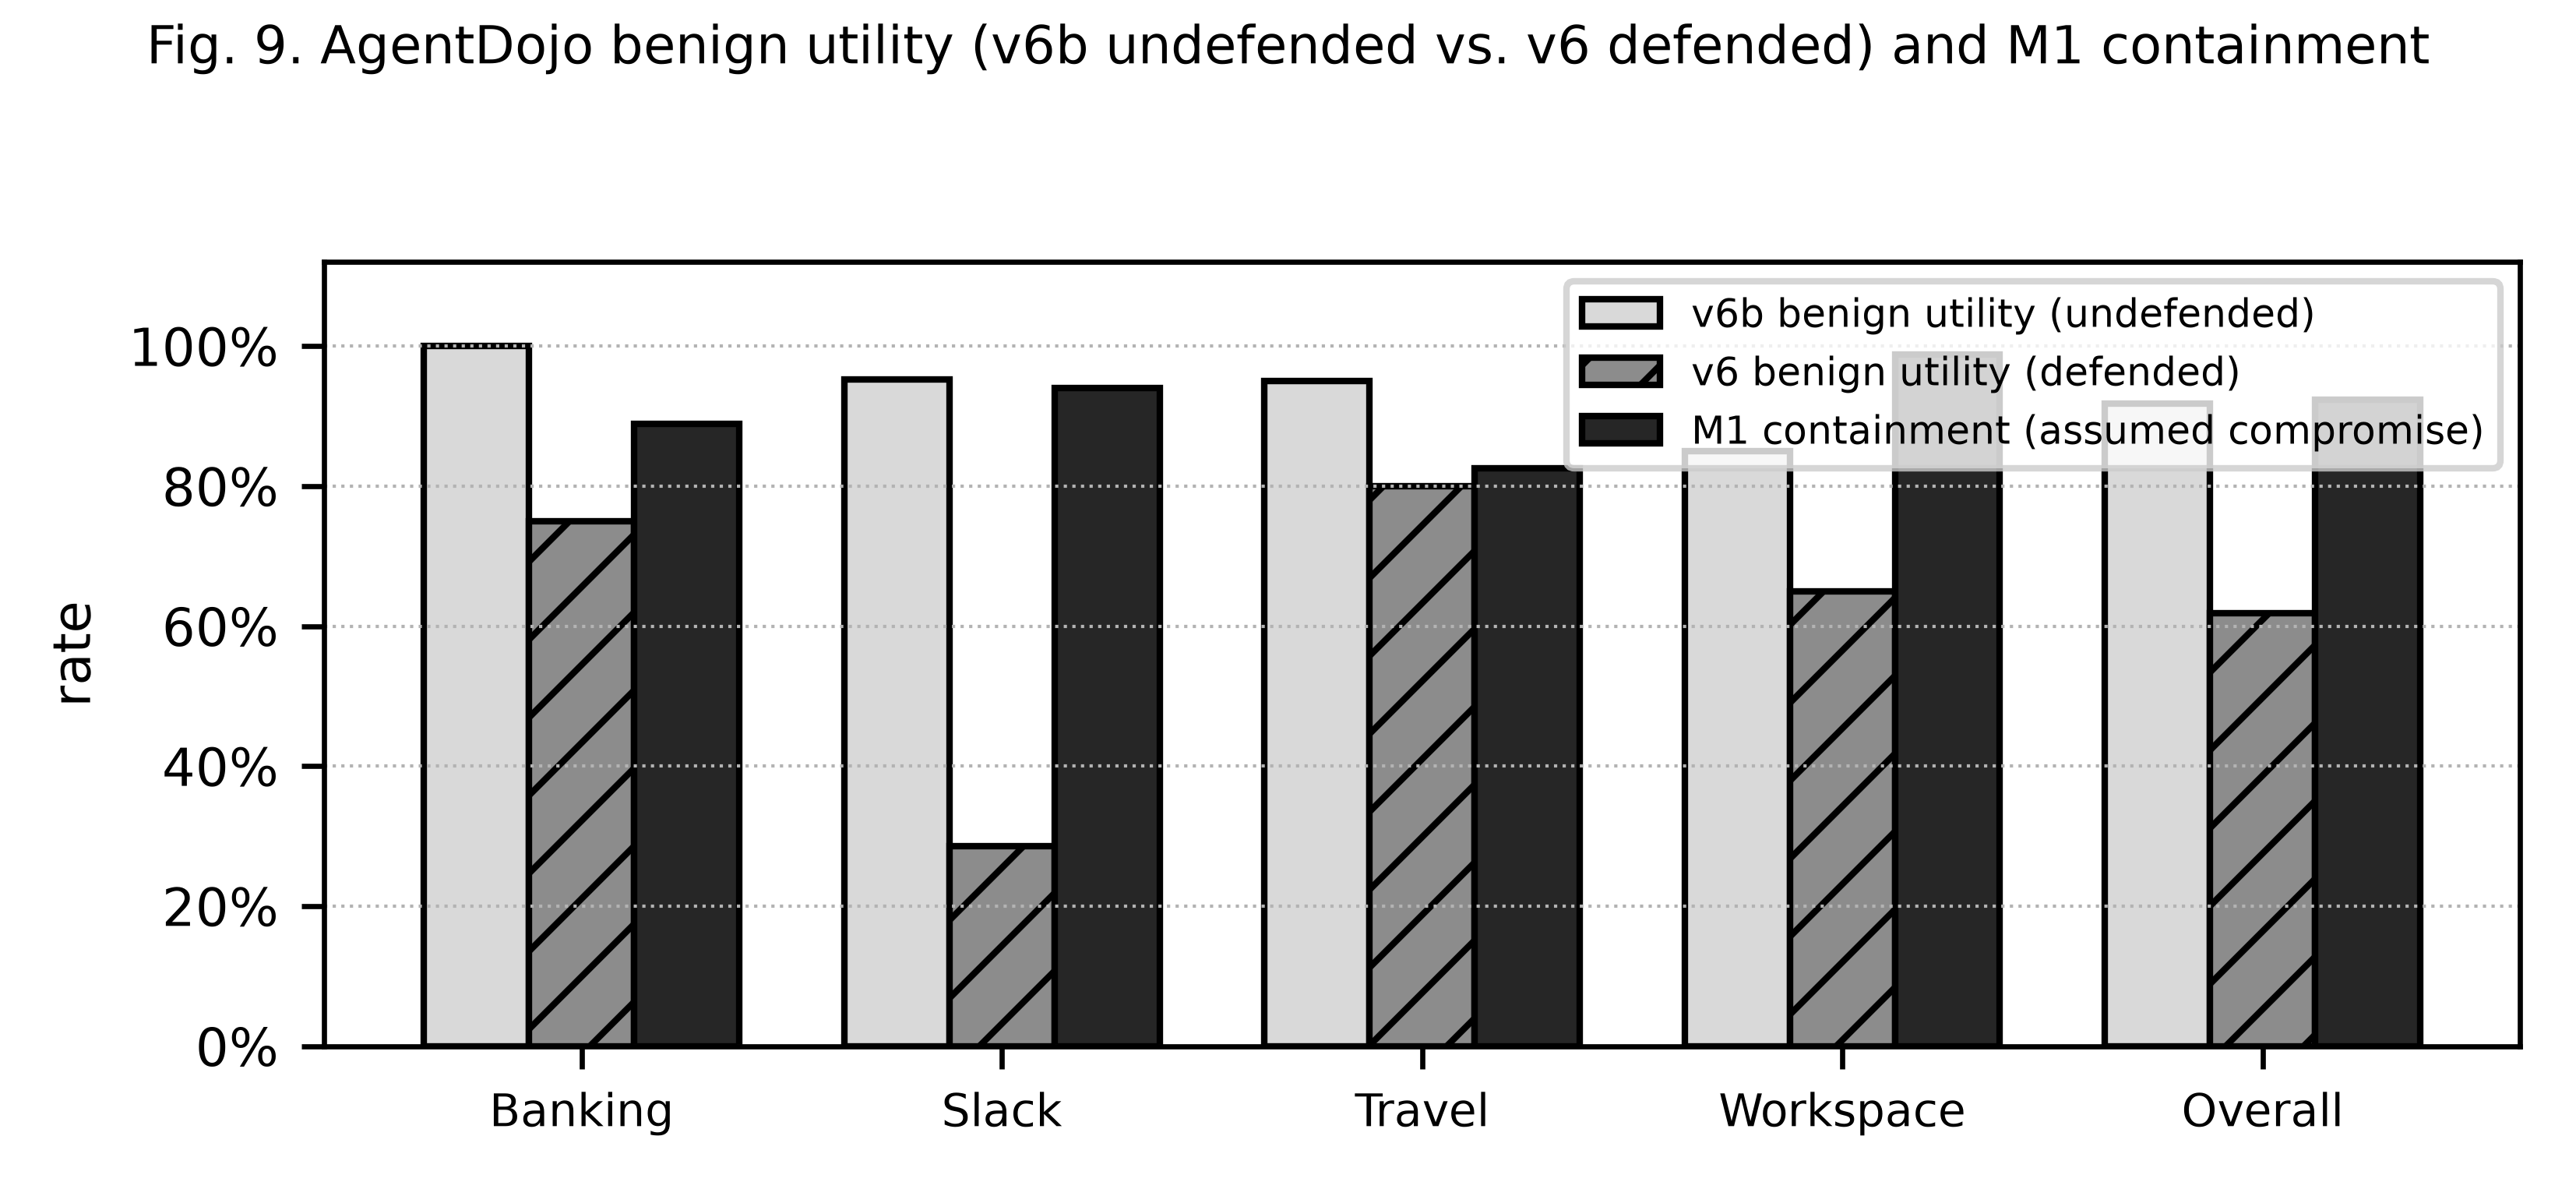 Fig. 9. AgentDojo benign utility (v6b undefended vs. v6 defended) and M1 containment
v6b benign utility (undefended)
v6 benign utility (defended)
M1 containment (assumed compromise)
100%
80%
60%
40%
20%
0%
rate
Banking
Slack
Travel
Workspace
Overall